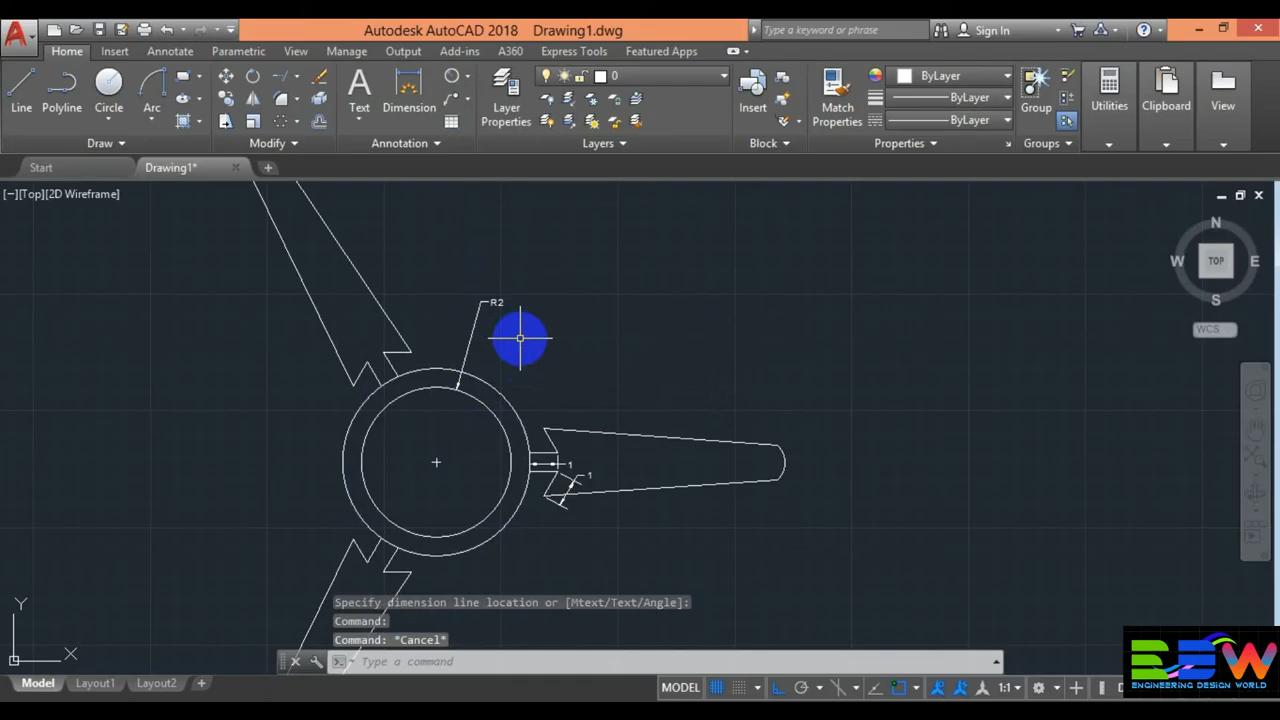 Autodesk AutoCAD 2018 Drawing1.dwg
Type a keyword or phrase
Sign In
Home Insert Annotate Parametric View Manage Output Add-ins A360 Express Tools Featured Apps
Line Polyline Circle Arc
Text Dimension
Layer Properties
0
Insert
Match Properties
ByLayer
ByLayer
ByLayer
Group
Utilities
Clipboard
View
Draw Modify Annotation Layers Block Properties Groups
Start Drawing1*
[−][Top][2D Wireframe]
N
W TOP E
S
WCS
R2
1
1
Specify dimension line location or [Mtext/Text/Angle]:
Command:
Command: *Cancel*
Type a command
Y
X
Model Layout1 Layout2
MODEL
1:1
EDW
ENGINEERING DESIGN WORLD